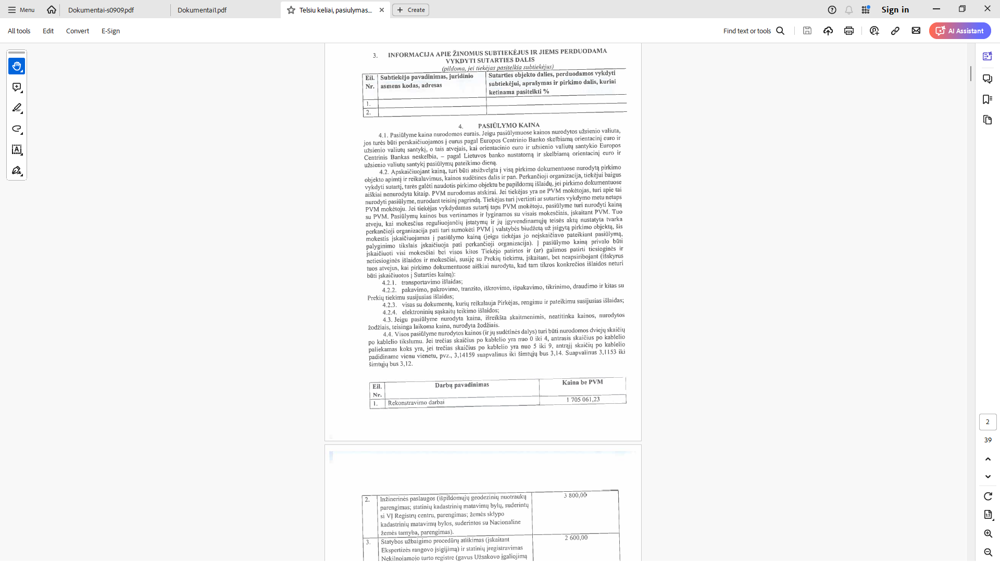 Menu
Dokumentai-s0909.pdf
Dokumentai1.pdf
Telsiu keliai, pasiulymas....
Create
Sign in
All tools
Edit
Convert
E-Sign
Find text or tools
AI Assistant
3. INFORMACIJA APIE ŽINOMUS SUBTIEKĖJUS IR JIEMS PERDUODAMA
VYKDYTI SUTARTIES DALIS
(pildoma, jei tiekėjas pasitelkia subtiekėjus)
Eil. Nr.
Subtiekėjo pavadinimas, juridinio
asmens kodas, adresas
Sutarties objekto dalies, perduodamos vykdyti
subtiekėjui, aprašymas ir pirkimo dalis, kuriai
ketinama pasitelkti %
1.
2.
4. PASIŪLYMO KAINA
4.1. Pasiūlyme kaina nurodomos eurais. Jeigu pasiūlymuose kainos nurodytos užsienio valiuta,
jos turės būti perskaičiuojamos į eurus pagal Europos Centrinio Banko skelbiamą orientacinį euro ir
užsienio valiutų santykį, o tais atvejais, kai orientacinio euro ir užsienio valiutų santykio Europos
Centrinis Bankas neskelbia, – pagal Lietuvos banko nustatomą ir skelbiamą orientacinį euro ir
užsienio valiutų santykį pasiūlymų pateikimo dieną.
4.2. Apskaičiuojant kainą, turi būti atsižvelgta į visą pirkimo dokumentuose nurodytą pirkimo
objekto apimtį ir reikalavimus, kainos sudėtines dalis ir pan. Perkančioji organizacija, tiekėjui baigus
vykdyti sutartį, turės galėti naudotis pirkimo objektu be papildomų išlaidų, jei pirkimo dokumentuose
aiškiai nenurodyta kitaip. PVM nurodomas atskirai. Jei tiekėjas yra ne PVM mokėtojas, turi apie tai
nurodyti pasiūlyme, nurodant teisinį pagrindą. Tiekėjas turi įvertinti ar sutarties vykdymo metu netaps
PVM mokėtoju. Jei tiekėjas vykdydamas sutartį taps PVM mokėtoju, pasiūlyme turi nurodyti kainą
su PVM. Pasiūlymų kainos bus vertinamos ir lyginamos su visais mokesčiais, įskaitant PVM. Tuo
atveju, kai mokesčius reguliuojančių įstatymų ir jų įgyvendinamųjų teisės aktų nustatyta tvarka
perkančioji organizacija pati turi sumokėti PVM į valstybės biudžetą už įsigytą pirkimo objektą, šis
mokestis įskaičiuojamas į pasiūlymo kainą (jeigu tiekėjas jo neįskaičiavo pateikiant pasiūlymą,
palyginimo tikslais įskaičiuoja pati perkančioji organizacija). Į pasiūlymo kainą privalo būti
įskaičiuoti visi mokesčiai bei visos kitos Tiekėjo patirtos ir (ar) galimos patirti tiesioginės ir
netiesioginės išlaidos ir mokesčiai, susiję su Prekių tiekimu, įskaitant, bet neapsiribojant (išskyrus
tuos atvejus, kai pirkimo dokumentuose aiškiai nurodyta, kad tam tikros konkrečios išlaidos neturi
būti įskaičiuotos į Sutarties kainą):
4.2.1. transportavimo išlaidas;
4.2.2. pakavimo, pakrovimo, tranzito, iškrovimo, išpakavimo, tikrinimo, draudimo ir kitas su
Prekių tiekimu susijusias išlaidas;
4.2.3. visas su dokumentų, kurių reikalauja Pirkėjas, rengimu ir pateikimu susijusias išlaidas;
4.2.4. elektroninių sąskaitų teikimo išlaidos;
4.3. Jeigu pasiūlyme nurodyta kaina, išreikšta skaitmenimis, neatitinka kainos, nurodytos
žodžiais, teisinga laikoma kaina, nurodyta žodžiais.
4.4. Visos pasiūlyme nurodytos kainos (ir jų sudėtinės dalys) turi būti nurodomos dviejų skaičių
po kablelio tikslumu. Jei trečias skaičius po kablelio yra nuo 0 iki 4, antrasis skaičius po kablelio
paliekamas koks yra, jei trečias skaičius po kablelio yra nuo 5 iki 9, antrąjį skaičių po kablelio
padidiname vienu vienetu, pvz., 3,14159 suapvalinus iki šimtųjų bus 3,14. Suapvalinus 3,1153 iki
šimtųjų bus 3,12.
Eil. Nr.
Darbų pavadinimas
Kaina be PVM
1. Rekonstravimo darbai 1 705 061,23
2. Inžinerinės paslaugos (išpildomųjų geodezinių nuotraukų 3 800,00
parengimas; statinių kadastrinių matavimų bylų, suderintų
si VĮ Registrų centru, parengimas; žemės sklypo
kadastrinių matavimų bylos, suderintos su Nacionaline
žemės tarnyba, parengimas).
3. Statybos užbaigimo procedūrų atlikimas (įskaitant 2 600,00
Ekspertizės rangovo įsigijimą) ir statinių įregistravimas
Nekilnojamojo turto registre (gavus Užsakovo įgaliojimą
2
39